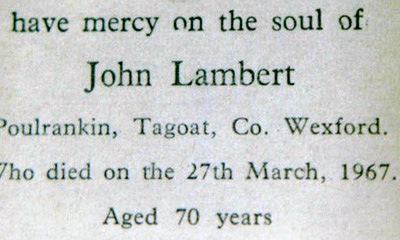 have mercy on the soul of
John Lambert
Poulrankin, Tagoat, Co. Wexford.
Who died on the 27th March, 1967.
Aged 70 years